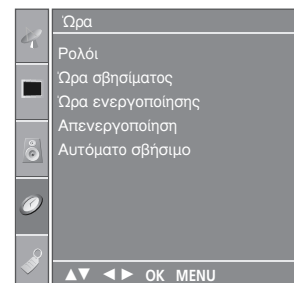 Ώρα
Ρολόι
Ώρα σβησίματος
Ώρα ενεργοποίησης
Απενεργοποίηση
Αυτόματο σβήσιμο
▲▼ ◄► OK MENU